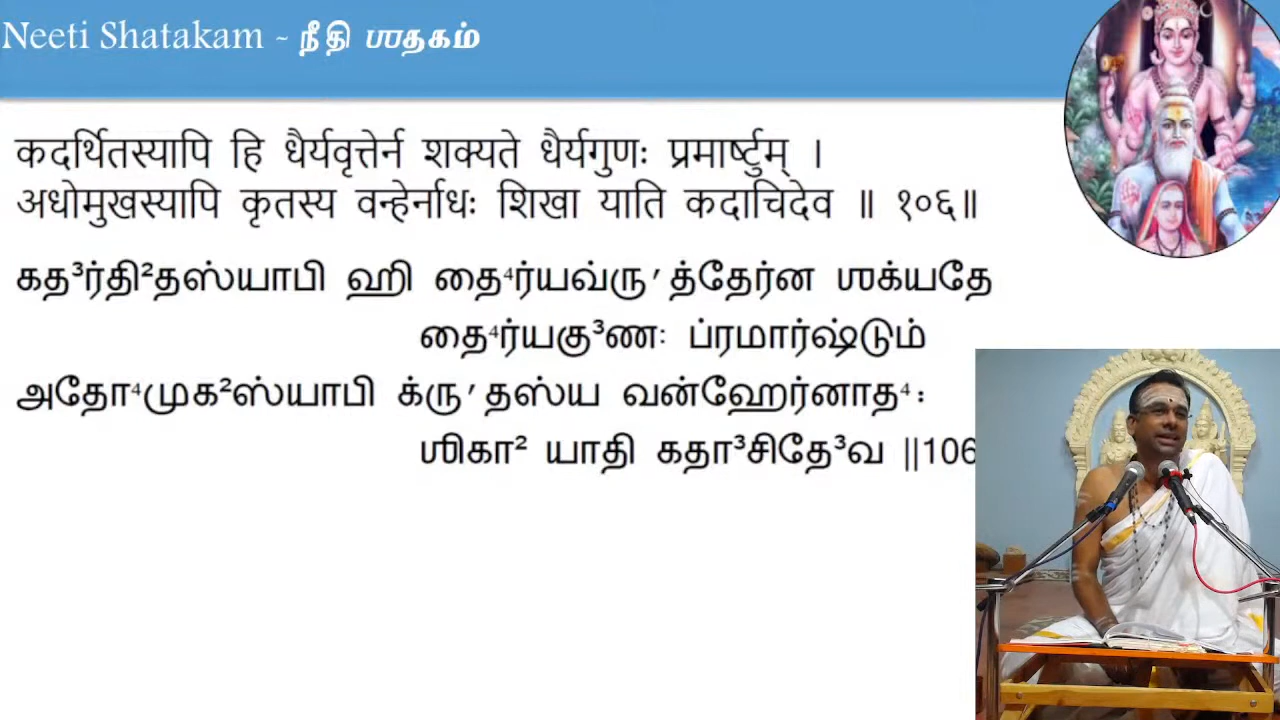 Neeti Shatakam - நீதி ஶதகம்
कदर्थितस्यापि हि धैर्यवृत्तेर्न शक्यते धैर्यगुणः प्रमार्ष्टुम् ।
अधोमुखस्यापि कृतस्य वन्हेर्नाधः शिखा याति कदाचिदेव ॥ १०६॥
கத³ர்தி²தஸ்யாபி ஹி தை⁴ர்யவ்ரு’த்தேர்ன ஶக்யதே
தை⁴ர்யகு³ண: ப்ரமார்ஷ்டும்
அதோ⁴முக²ஸ்யாபி க்ரு’தஸ்ய வன்ஹேர்னாத⁴:
ஶிகா² யாதி கதா³சிதே³வ ||106